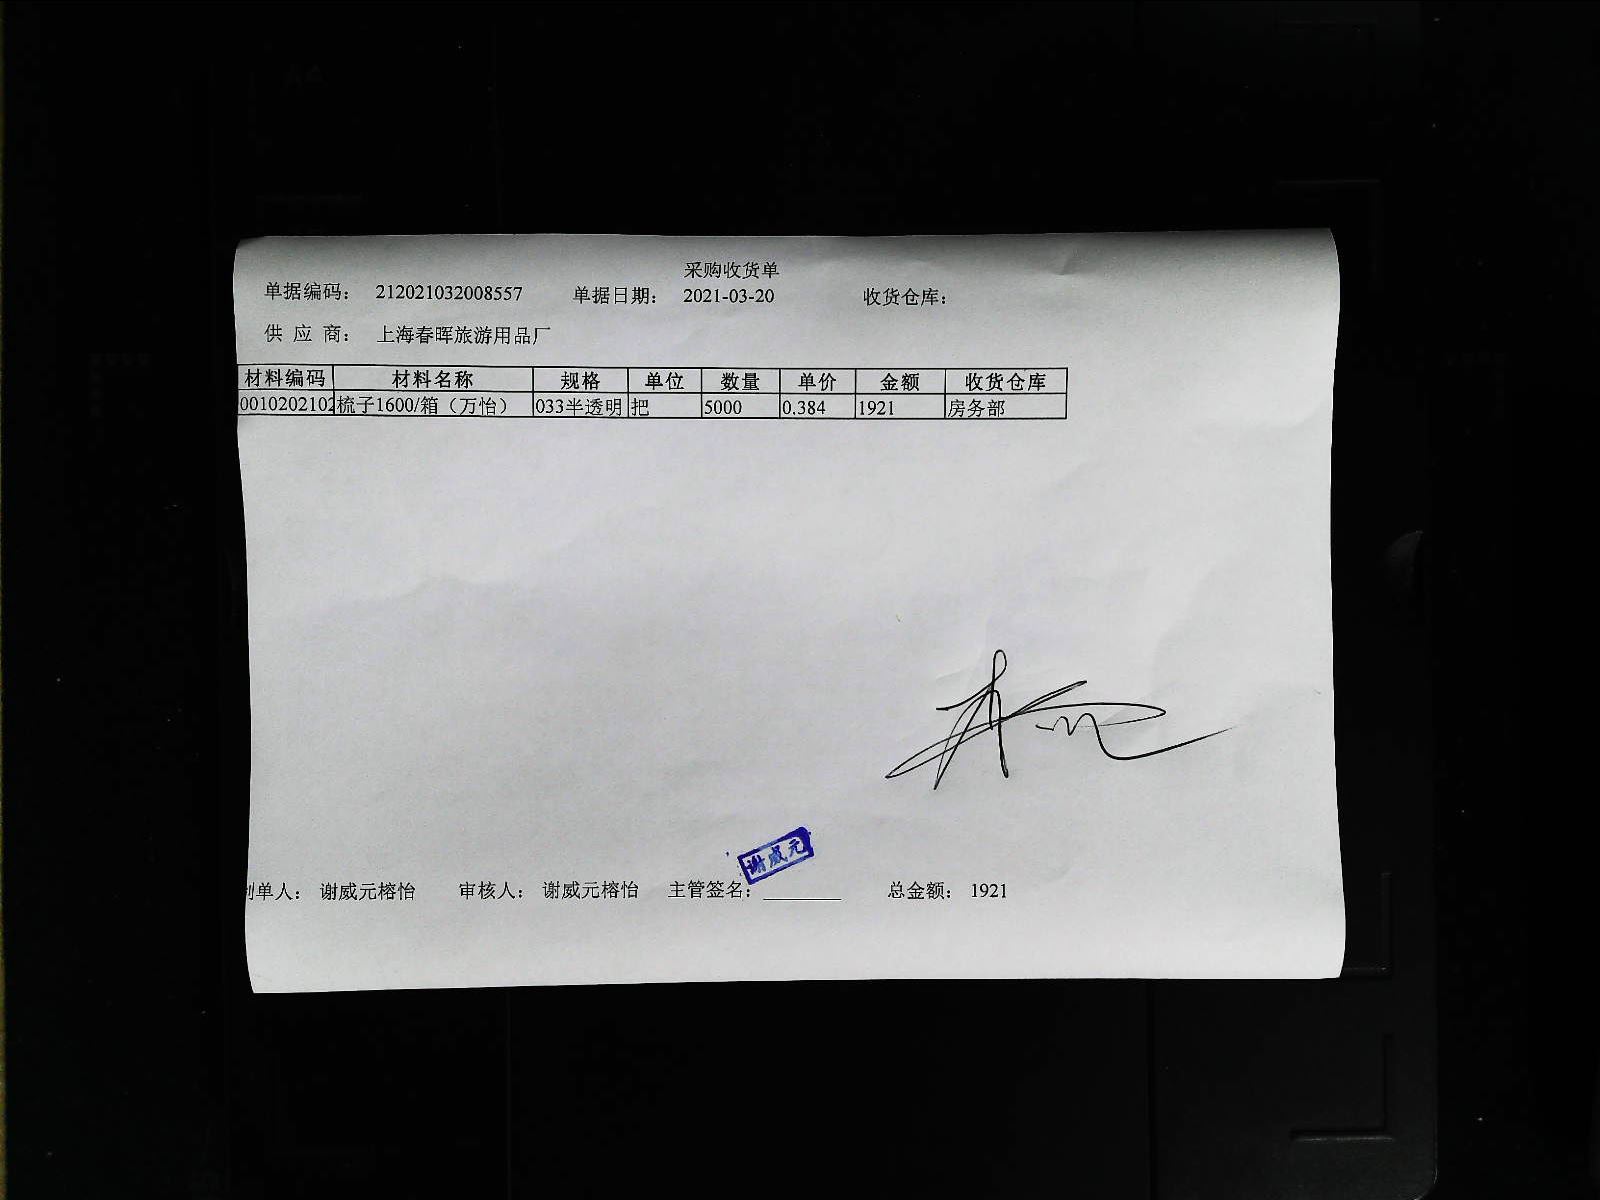 采购收货单
单据编码： 212021032008557 单据日期： 2021-03-20 收货仓库：
供 应 商： 上海春晖旅游用品厂
材料编码 材料名称 规格 单位 数量 单价 金额 收货仓库
0010202102 梳子1600/箱（万怡） 033半透明 把 5000 0.384 1921 房务部
谢威元
制单人： 谢威元榕怡 审核人： 谢威元榕怡 主管签名： 总金额： 1921